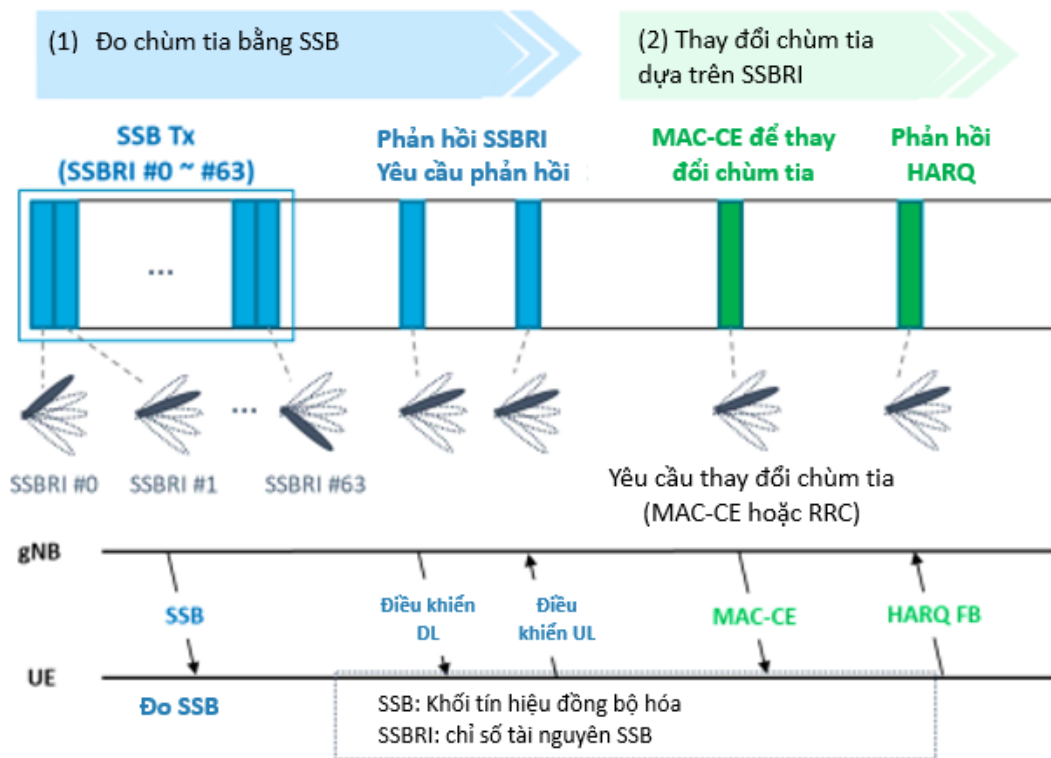 (1) Đo chùm tia bằng SSB
(2) Thay đổi chùm tia
dựa trên SSBRI
SSB Tx
(SSBRI #0 ~ #63)
Phản hồi SSBRI
Yêu cầu phản hồi
MAC-CE để thay
đổi chùm tia
Phản hồi
HARQ
...
...
SSBRI #0
SSBRI #1
SSBRI #63
Yêu cầu thay đổi chùm tia
(MAC-CE hoặc RRC)
gNB
SSB
Điều khiển
DL
Điều
khiển UL
MAC-CE
HARQ FB
UE
Đo SSB
SSB: Khối tín hiệu đồng bộ hóa
SSBRI: chỉ số tài nguyên SSB